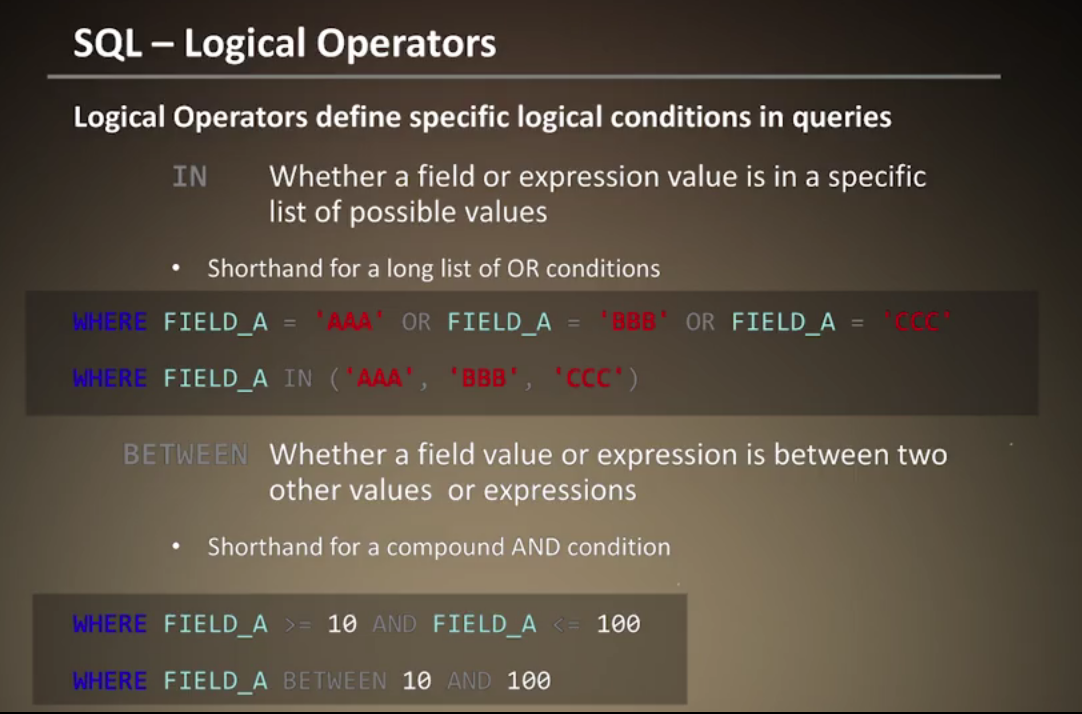 SQL – Logical Operators
Logical Operators define specific logical conditions in queries
IN Whether a field or expression value is in a specific
list of possible values
• Shorthand for a long list of OR conditions
WHERE FIELD_A = 'AAA' OR FIELD_A = 'BBB' OR FIELD_A = 'CCC'
WHERE FIELD_A IN ('AAA', 'BBB', 'CCC')
BETWEEN Whether a field value or expression is between two
other values or expressions
• Shorthand for a compound AND condition
WHERE FIELD_A >= 10 AND FIELD_A <= 100
WHERE FIELD_A BETWEEN 10 AND 100